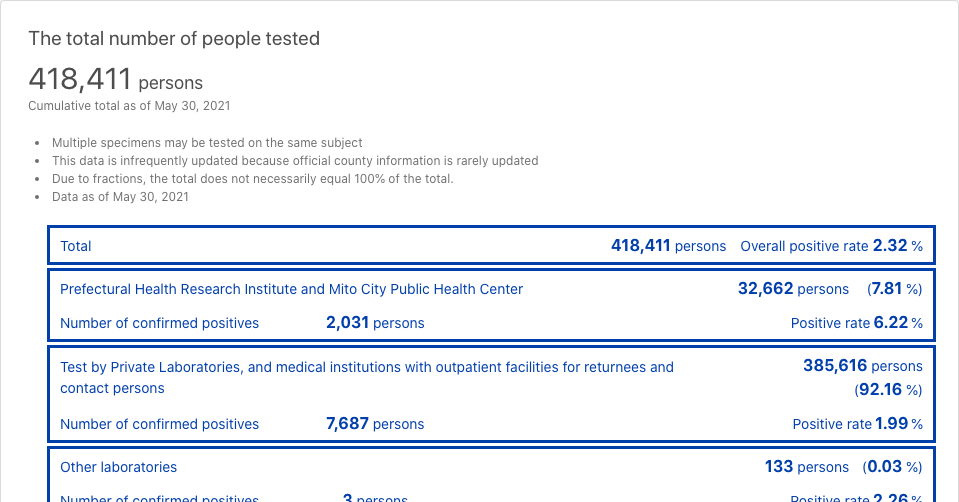 The total number of people tested
418,411 persons
Cumulative total as of May 30, 2021
• Multiple specimens may be tested on the same subject
• This data is infrequently updated because official county information is rarely updated
• Due to fractions, the total does not necessarily equal 100% of the total.
• Data as of May 30, 2021
Total 418,411 persons Overall positive rate 2.32 %
Prefectural Health Research Institute and Mito City Public Health Center 32,662 persons (7.81 %)
Number of confirmed positives 2,031 persons Positive rate 6.22 %
Test by Private Laboratories, and medical institutions with outpatient facilities for returnees and 385,616 persons
contact persons (92.16 %)
Number of confirmed positives 7,687 persons Positive rate 1.99 %
Other laboratories 133 persons (0.03 %)
Number of confirmed positives 3 persons Positive rate 2.26 %